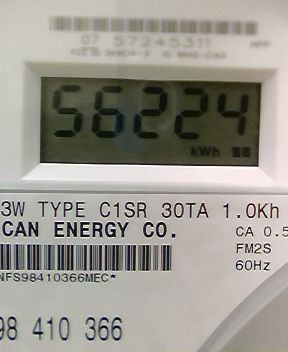 07 57245311
56224
kWh
3W TYPE C1SR 30TA 1.0Kh
CAN ENERGY CO.
CA 0.5
FM2S
60Hz
NFS98410366MEC*
98 410 366